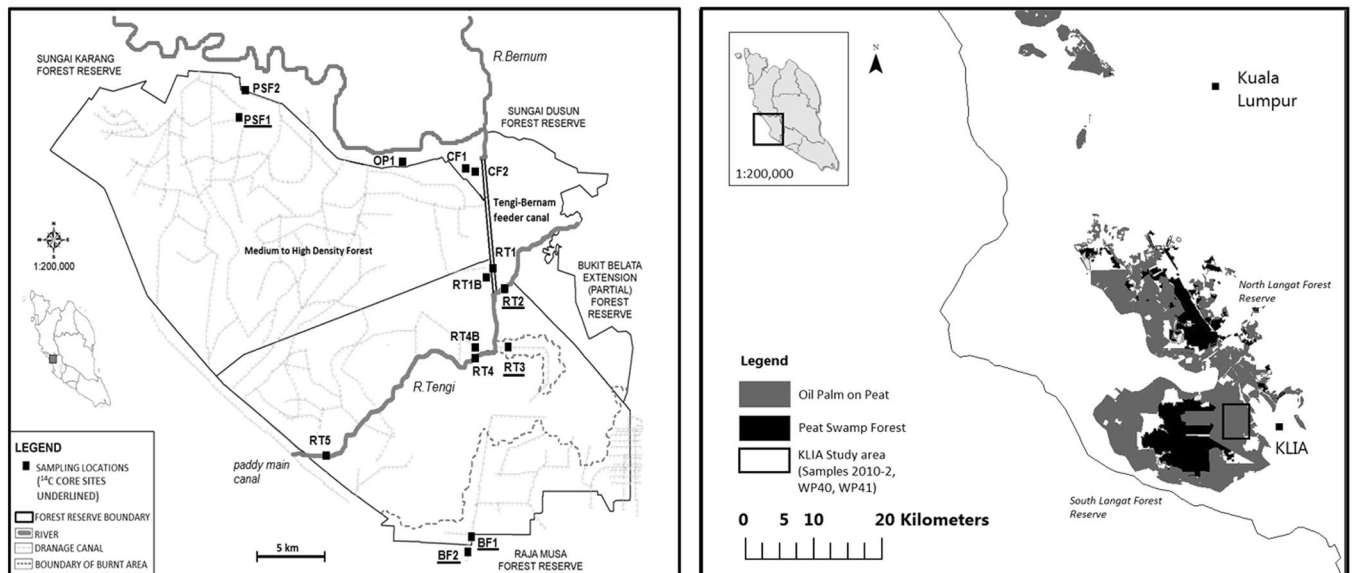 SUNGAI KARANG
FOREST RESERVE
R.Bernum
PSF2
PSF1
SUNGAI DUSUN
FOREST RESERVE
OP1
CF1
CF2
Tengi-Bernam
feeder canal
Medium to High Density Forest
N
W
E
S
1:200,000
RT1
RT1B
RT2
BUKIT BELATA
EXTENSION
(PARTIAL)
FOREST
RESERVE
RT4B
RT4
RT3
R.Tengi
RT5
paddy main
canal
LEGEND
SAMPLING LOCATIONS
(14C CORE SITES
UNDERLINED)
FOREST RESERVE BOUNDARY
RIVER
DRANAGE CANAL
BOUNDARY OF BURNT AREA
5 km
BF1
BF2
RAJA MUSA
FOREST RESERVE
1:200,000
N
Kuala
Lumpur
North Langat Forest
Reserve
Legend
Oil Palm on Peat
Peat Swamp Forest
KLIA Study area
(Samples 2010-2,
WP40, WP41)
KLIA
South Langat Forest
Reserve
0 5 10 20 Kilometers